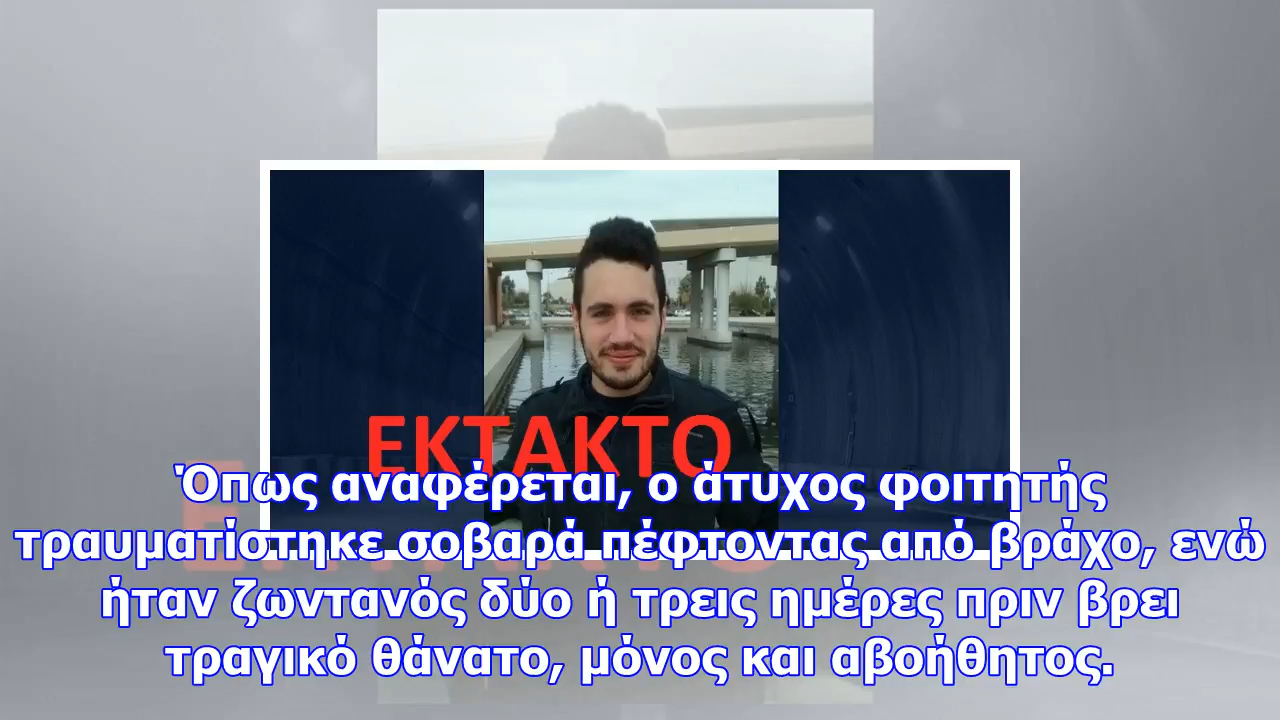 ΕΚΤΑΚΤΟ
Όπως αναφέρεται, ο άτυχος φοιτητής
τραυματίστηκε σοβαρά πέφτοντας από βράχο, ενώ
ήταν ζωντανός δύο ή τρεις ημέρες πριν βρει
τραγικό θάνατο, μόνος και αβοήθητος.